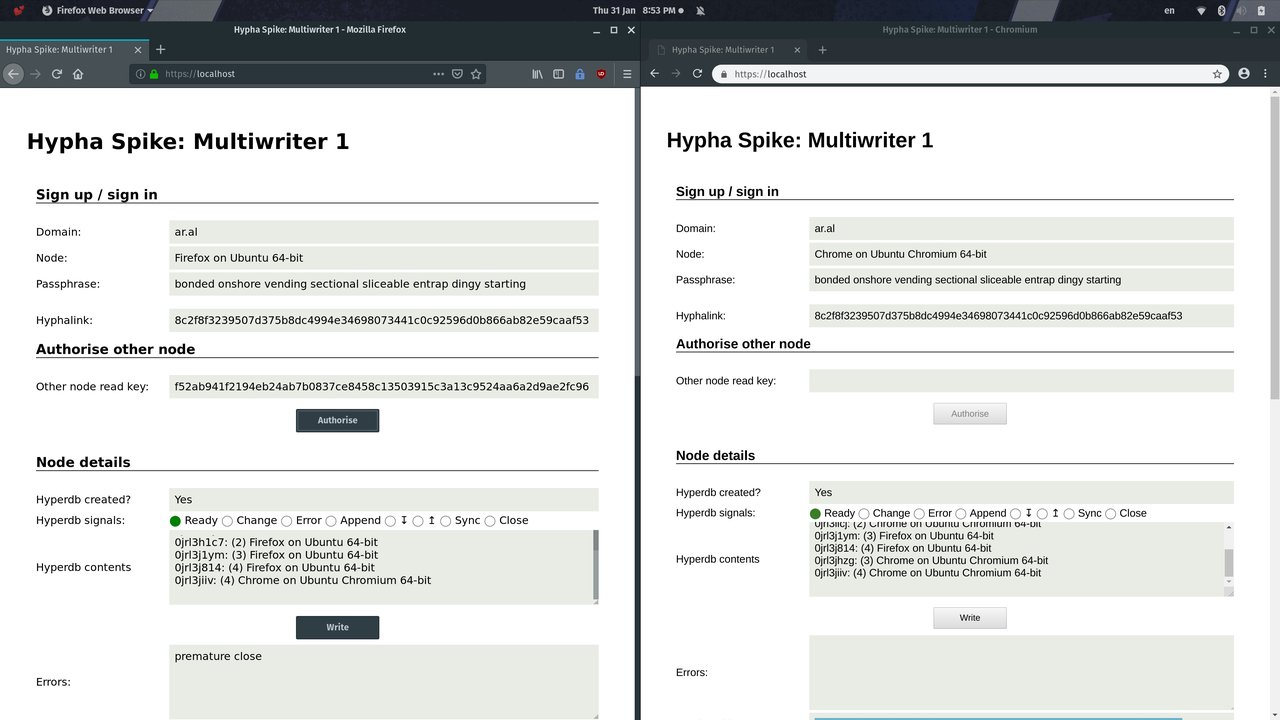 Firefox Web Browser
Thu 31 Jan 8:53 PM
en
Hypha Spike: Multiwriter 1 - Mozilla Firefox
Hypha Spike: Multiwriter 1
https://localhost
Hypha Spike: Multiwriter 1
Sign up / sign in
Domain: ar.al
Node: Firefox on Ubuntu 64-bit
Passphrase: bonded onshore vending sectional sliceable entrap dingy starting
Hyphalink: 8c2f8f3239507d375b8dc4994e34698073441c0c92596d0b866ab82e59caaf53
Authorise other node
Other node read key: f52ab941f2194eb24ab7b0837ce8458c13503915c3a13c9524aa6a2d9ae2fc96
Authorise
Node details
Hyperdb created? Yes
Hyperdb signals: Ready Change Error Append ↧ ↥ Sync Close
Hyperdb contents
0jrl3h1c7: (2) Firefox on Ubuntu 64-bit
0jrl3j1ym: (3) Firefox on Ubuntu 64-bit
0jrl3j814: (4) Firefox on Ubuntu 64-bit
0jrl3jiiv: (4) Chrome on Ubuntu Chromium 64-bit
Write
Errors: premature close
Hypha Spike: Multiwriter 1 - Chromium
Hypha Spike: Multiwriter 1
https://localhost
Hypha Spike: Multiwriter 1
Sign up / sign in
Domain: ar.al
Node: Chrome on Ubuntu Chromium 64-bit
Passphrase: bonded onshore vending sectional sliceable entrap dingy starting
Hyphalink: 8c2f8f3239507d375b8dc4994e34698073441c0c92596d0b866ab82e59caaf53
Authorise other node
Other node read key:
Authorise
Node details
Hyperdb created? Yes
Hyperdb signals: Ready Change Error Append ↧ ↥ Sync Close
Hyperdb contents
(2) Chrome on Ubuntu Chromium 64-bit
0jrl3j1ym: (3) Firefox on Ubuntu 64-bit
0jrl3j814: (4) Firefox on Ubuntu 64-bit
0jrl3jhzg: (3) Chrome on Ubuntu Chromium 64-bit
0jrl3jiiv: (4) Chrome on Ubuntu Chromium 64-bit
Write
Errors: